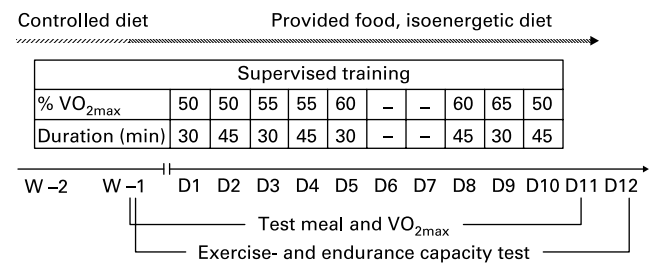 Controlled diet Provided food, isoenergetic diet
Supervised training
% VO2max 50 50 55 55 60 – – 60 65 50
Duration (min) 30 45 30 45 30 – – 45 30 45
W –2 W –1 D1 D2 D3 D4 D5 D6 D7 D8 D9 D10 D11 D12
Test meal and VO2max
Exercise- and endurance capacity test